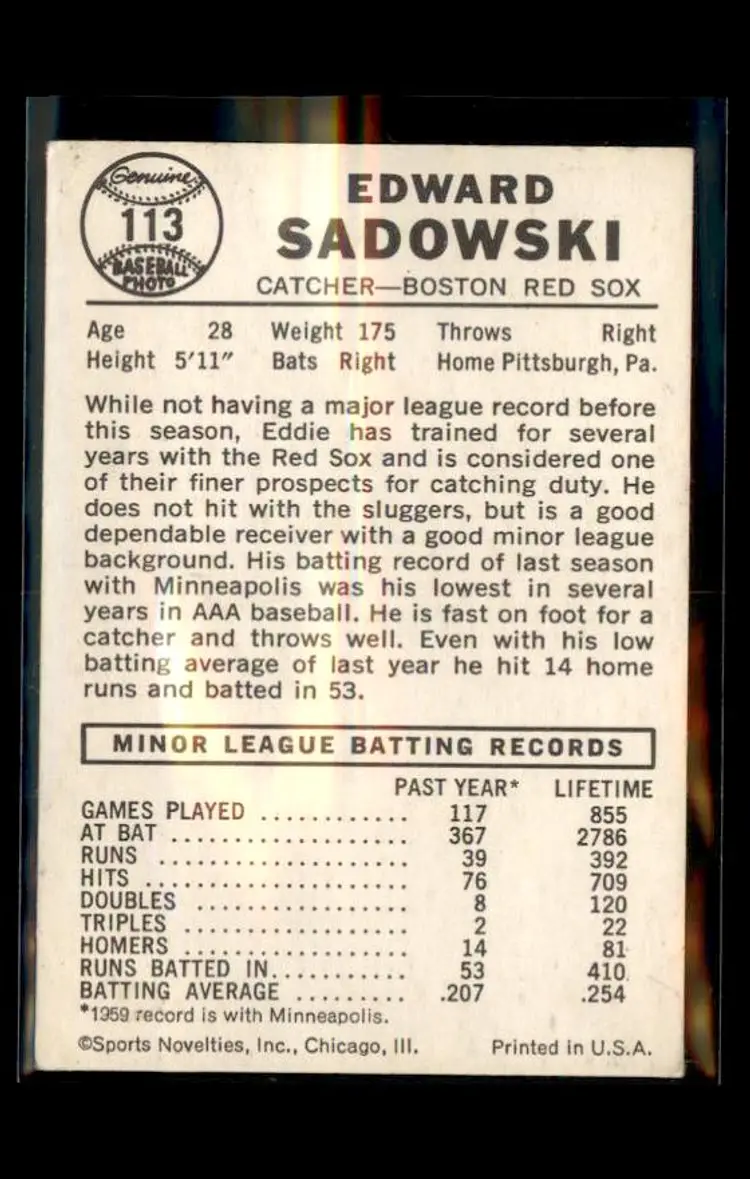 Genuine
113
BASEBALL
PHOTO
EDWARD
SADOWSKI
CATCHER—BOSTON RED SOX
Age 28 Weight 175 Throws Right
Height 5'11" Bats Right Home Pittsburgh, Pa.
While not having a major league record before
this season, Eddie has trained for several
years with the Red Sox and is considered one
of their finer prospects for catching duty. He
does not hit with the sluggers, but is a good
dependable receiver with a good minor league
background. His batting record of last season
with Minneapolis was his lowest in several
years in AAA baseball. He is fast on foot for a
catcher and throws well. Even with his low
batting average of last year he hit 14 home
runs and batted in 53.
MINOR LEAGUE BATTING RECORDS
PAST YEAR* LIFETIME
GAMES PLAYED ............ 117 855
AT BAT ................... 367 2786
RUNS .................... 39 392
HITS ..................... 76 709
DOUBLES ................. 8 120
TRIPLES .................. 2 22
HOMERS .................. 14 81
RUNS BATTED IN........... 53 410
BATTING AVERAGE ......... .207 .254
*1959 record is with Minneapolis.
©Sports Novelties, Inc., Chicago, Ill. Printed in U.S.A.